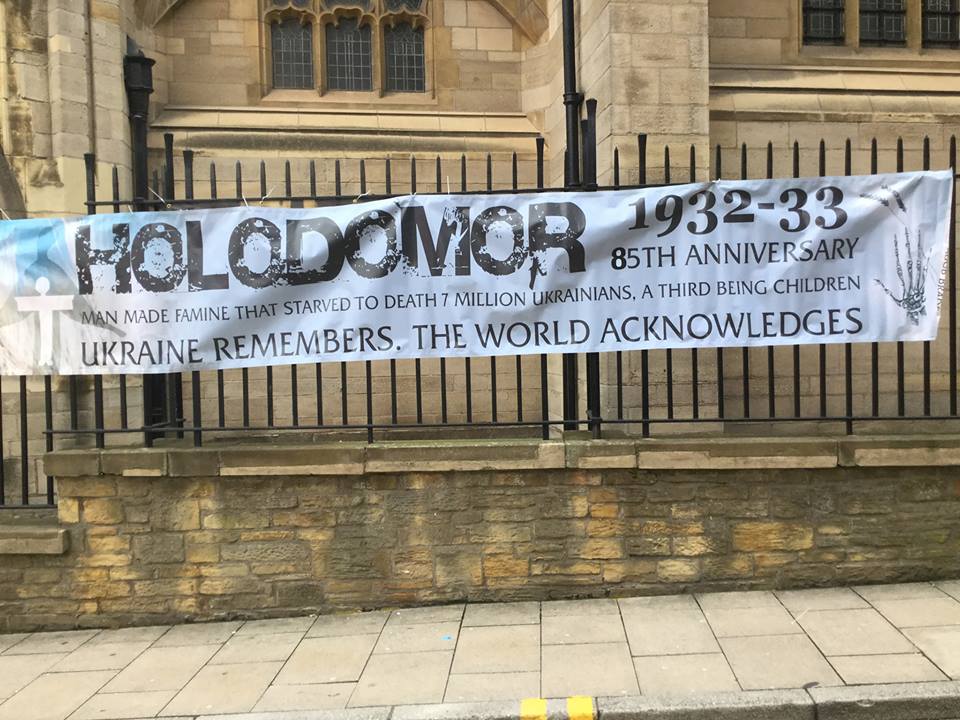 HOLODOMOR 1932-33
85TH ANNIVERSARY
MAN MADE FAMINE THAT STARVED TO DEATH 7 MILLION UKRAINIANS, A THIRD BEING CHILDREN
UKRAINE REMEMBERS. THE WORLD ACKNOWLEDGES